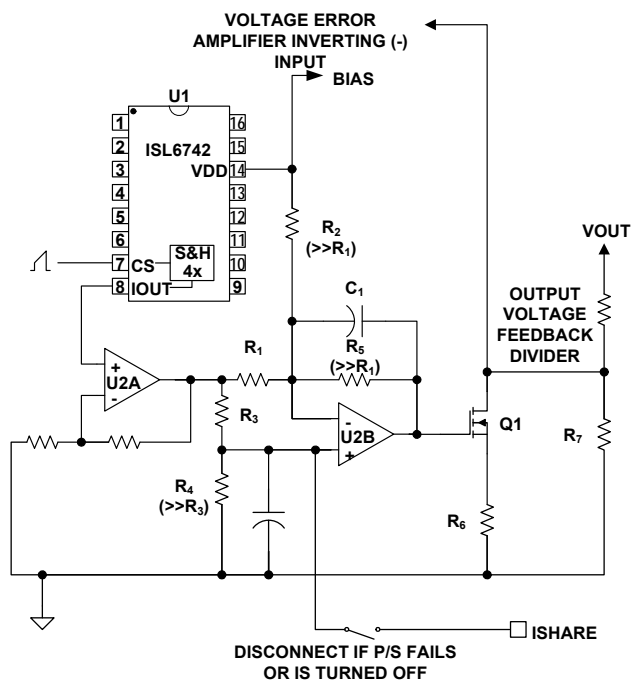 VOLTAGE ERROR
AMPLIFIER INVERTING (-)
INPUT
BIAS
U1
1
16
2
ISL6742
15
3
VDD
14
4
13
5
12
6
S&H
11
7
CS
4x
10
8
IOUT
9
R2
(>>R1)
VOUT
C1
OUTPUT
VOLTAGE
FEEDBACK
DIVIDER
R1
R5
(>>R1)
+
U2A
-
R3
-
U2B
+
Q1
R7
R4
(>>R3)
R6
ISHARE
DISCONNECT IF P/S FAILS
OR IS TURNED OFF